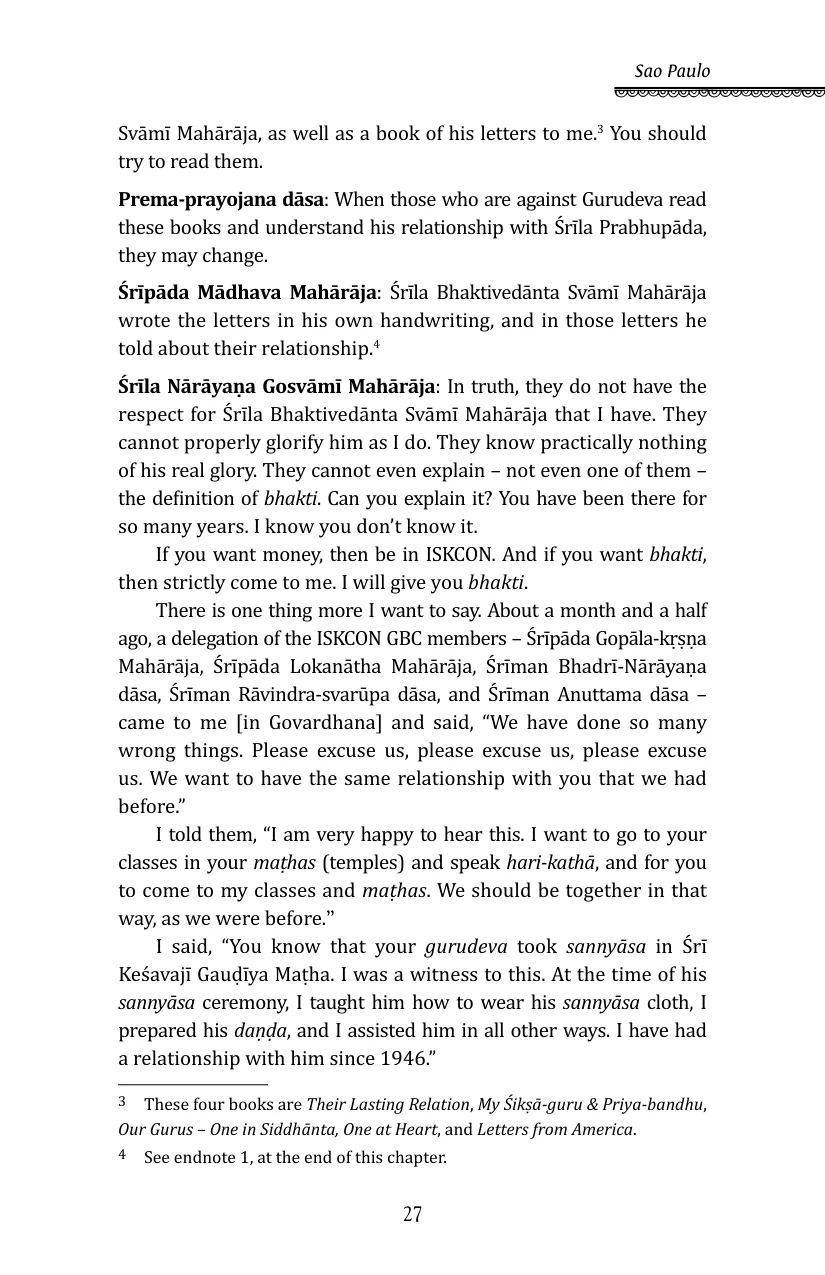 Sao Paulo
Svāmī Mahārāja, as well as a book of his letters to me.3 You should
try to read them.
Prema-prayojana dāsa: When those who are against Gurudeva read
these books and understand his relationship with Śrīla Prabhupāda,
they may change.
Śrīpāda Mādhava Mahārāja: Śrīla Bhaktivedānta Svāmī Mahārāja
wrote the letters in his own handwriting, and in those letters he
told about their relationship.4
Śrīla Nārāyaṇa Gosvāmī Mahārāja: In truth, they do not have the
respect for Śrīla Bhaktivedānta Svāmī Mahārāja that I have. They
cannot properly glorify him as I do. They know practically nothing
of his real glory. They cannot even explain – not even one of them –
the definition of bhakti. Can you explain it? You have been there for
so many years. I know you don’t know it.
If you want money, then be in ISKCON. And if you want bhakti,
then strictly come to me. I will give you bhakti.
There is one thing more I want to say. About a month and a half
ago, a delegation of the ISKCON GBC members – Śrīpāda Gopāla-kṛṣṇa
Mahārāja, Śrīpāda Lokanātha Mahārāja, Śrīman Bhadrī-Nārāyaṇa
dāsa, Śrīman Rāvindra-svarūpa dāsa, and Śrīman Anuttama dāsa –
came to me [in Govardhana] and said, “We have done so many
wrong things. Please excuse us, please excuse us, please excuse
us. We want to have the same relationship with you that we had
before.”
I told them, “I am very happy to hear this. I want to go to your
classes in your maṭhas (temples) and speak hari-kathā, and for you
to come to my classes and maṭhas. We should be together in that
way, as we were before."
I said, “You know that your gurudeva took sannyāsa in Śrī
Keśavajī Gauḍīya Maṭha. I was a witness to this. At the time of his
sannyāsa ceremony, I taught him how to wear his sannyāsa cloth, I
prepared his daṇḍa, and I assisted him in all other ways. I have had
a relationship with him since 1946.”
3 These four books are Their Lasting Relation, My Śikṣā-guru & Priya-bandhu,
Our Gurus – One in Siddhānta, One at Heart, and Letters from America.
4 See endnote 1, at the end of this chapter.
27